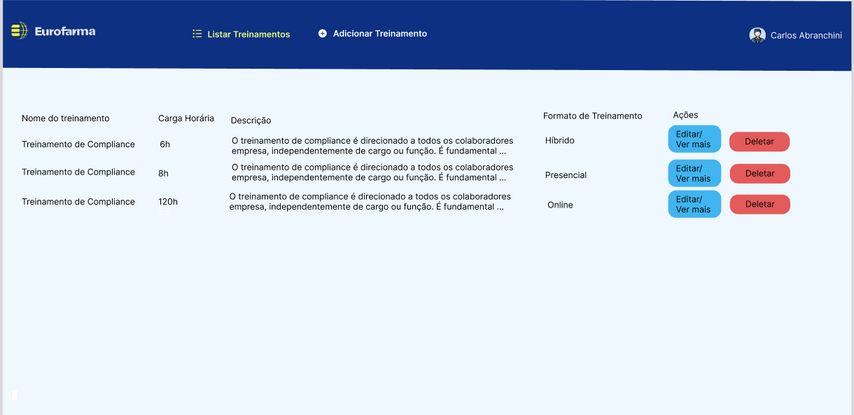 Eurofarma
Listar Treinamentos
Adicionar Treinamento
Carlos Abranchini
Nome do treinamento
Carga Horária
Descrição
Formato de Treinamento
Ações
Treinamento de Compliance
6h
O treinamento de compliance é direcionado a todos os colaboradores
empresa, independentemente de cargo ou função. É fundamental ...
Híbrido
Editar/
Ver mais
Deletar
Treinamento de Compliance
8h
O treinamento de compliance é direcionado a todos os colaboradores
empresa, independentemente de cargo ou função. É fundamental ...
Presencial
Editar/
Ver mais
Deletar
Treinamento de Compliance
120h
O treinamento de compliance é direcionado a todos os colaboradores
empresa, independentemente de cargo ou função. É fundamental ...
Online
Editar/
Ver mais
Deletar